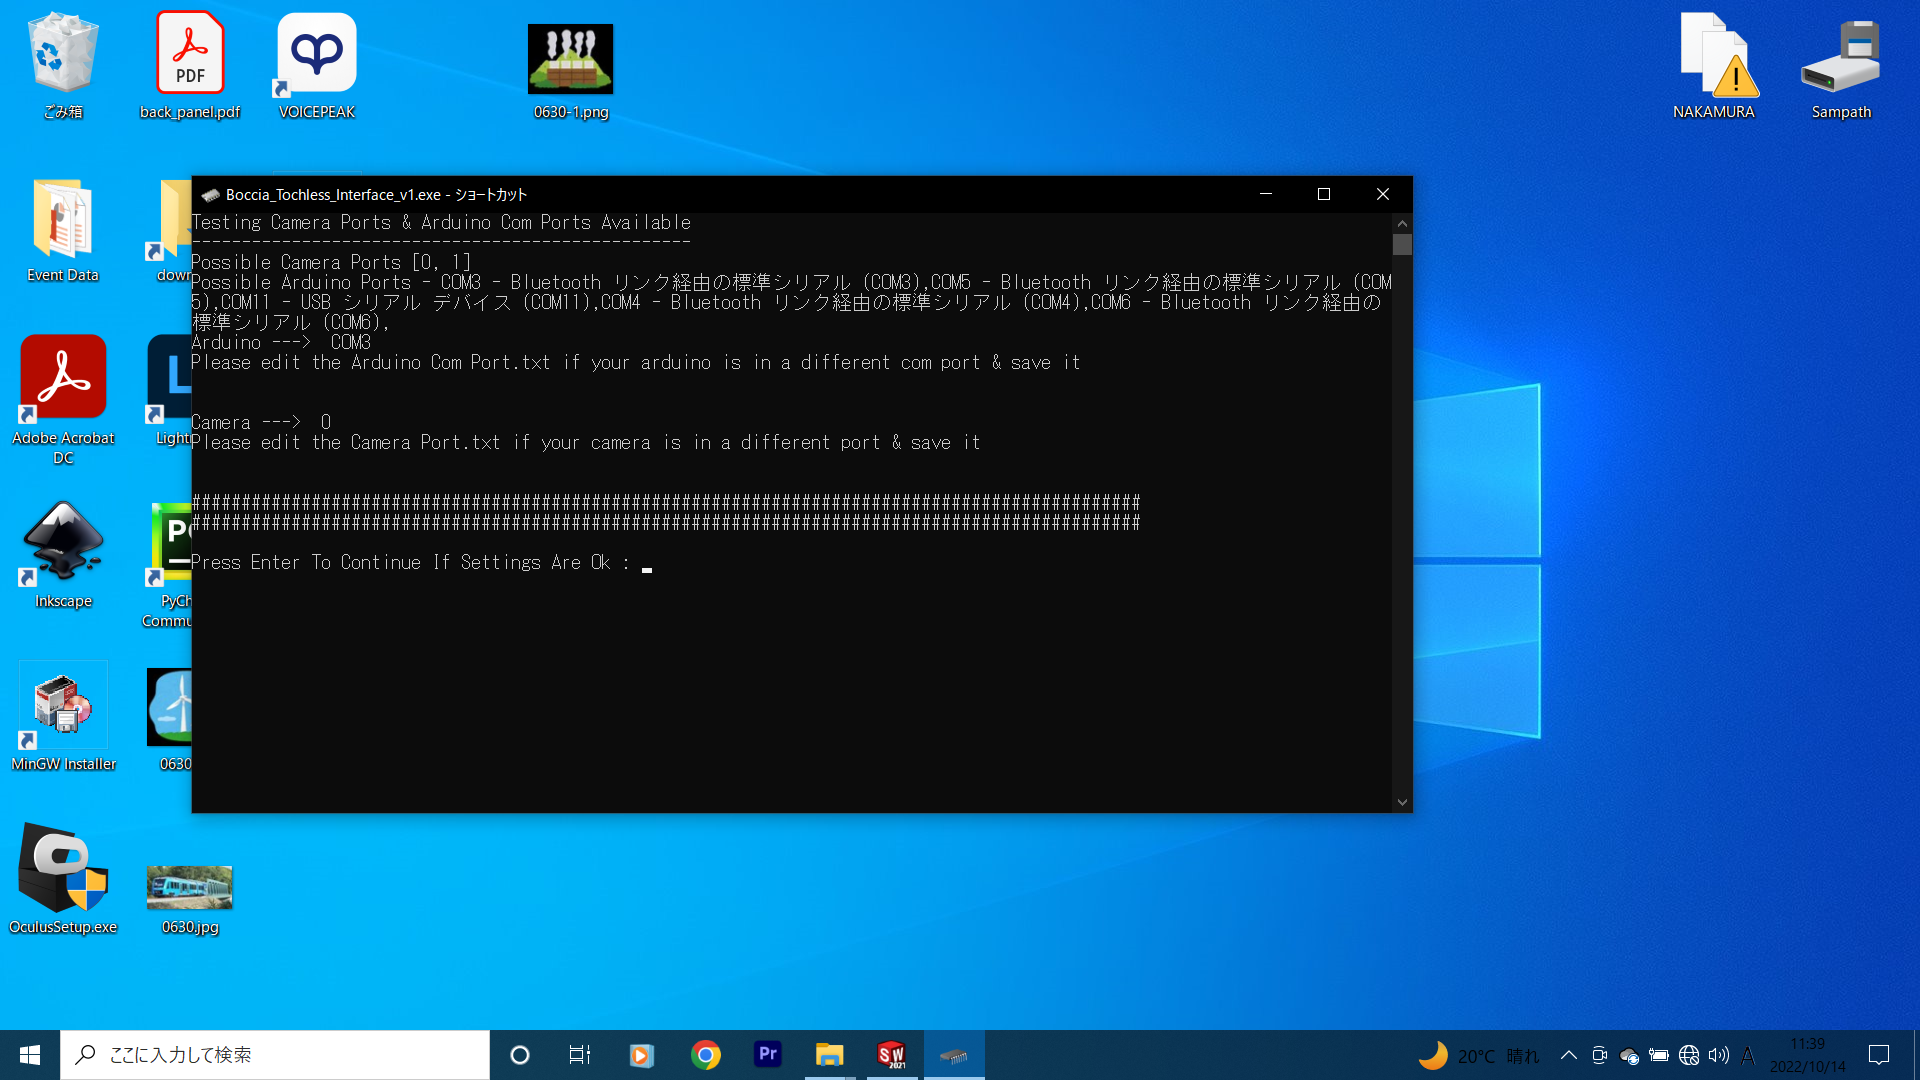 ごみ箱
PDF
back_panel.pdf
VOICEPEAK
0630-1.png
NAKAMURA
Sampath
Event Data
Boccia_Tochless_Interface_v1.exe - ショートカット
Testing Camera Ports & Arduino Com Ports Available
--------------------------------------------------
Possible Camera Ports [0, 1]
Possible Arduino Ports - COM3 - Bluetooth リンク経由の標準シリアル (COM3),COM5 - Bluetooth リンク経由の標準シリアル (COM
5),COM11 - USB シリアル デバイス (COM11),COM4 - Bluetooth リンク経由の標準シリアル (COM4),COM6 - Bluetooth リンク経由の
標準シリアル (COM6),
Arduino --->  COM3
Please edit the Arduino Com Port.txt if your arduino is in a different com port & save it
Camera --->  0
Please edit the Camera Port.txt if your camera is in a different port & save it
###############################################################################################
###############################################################################################
Press Enter To Continue If Settings Are Ok :
Adobe Acrobat
DC
Inkscape
MinGW Installer
0630
OculusSetup.exe
0630.jpg
ここに入力して検索
Pr
SW
2021
20°C 晴れ
A
11:39
2022/10/14